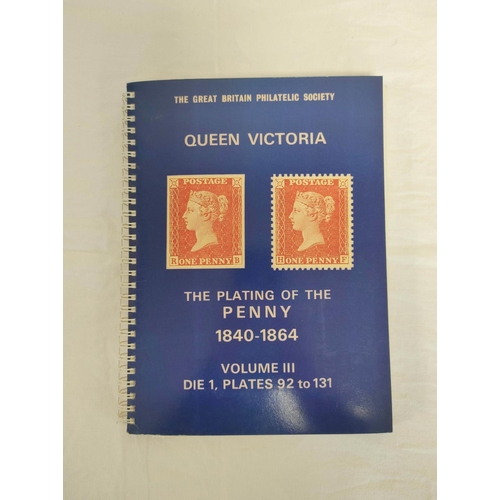 THE GREAT BRITAIN PHILATELIC SOCIETY
QUEEN VICTORIA
POSTAGE
E ONE PENNY B
POSTAGE
H ONE PENNY F
THE PLATING OF THE
PENNY
1840-1864
VOLUME III
DIE 1, PLATES 92 to 131